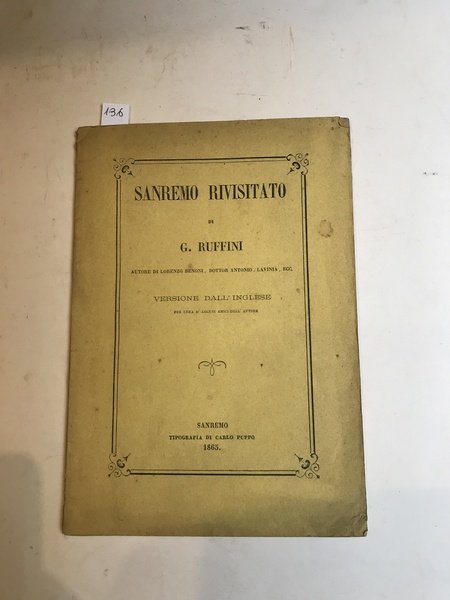 136
SANREMO RIVISITATO
DI
G. RUFFINI
AUTORE DI LORENZO BENONI, DOTTOR ANTONIO, LAVINIA, ECC.
VERSIONE DALL'INGLESE
PER CURA D'ALCUNI AMICI DELL'AUTORE
SANREMO
TIPOGRAFIA DI CARLO PUPPO
1865.